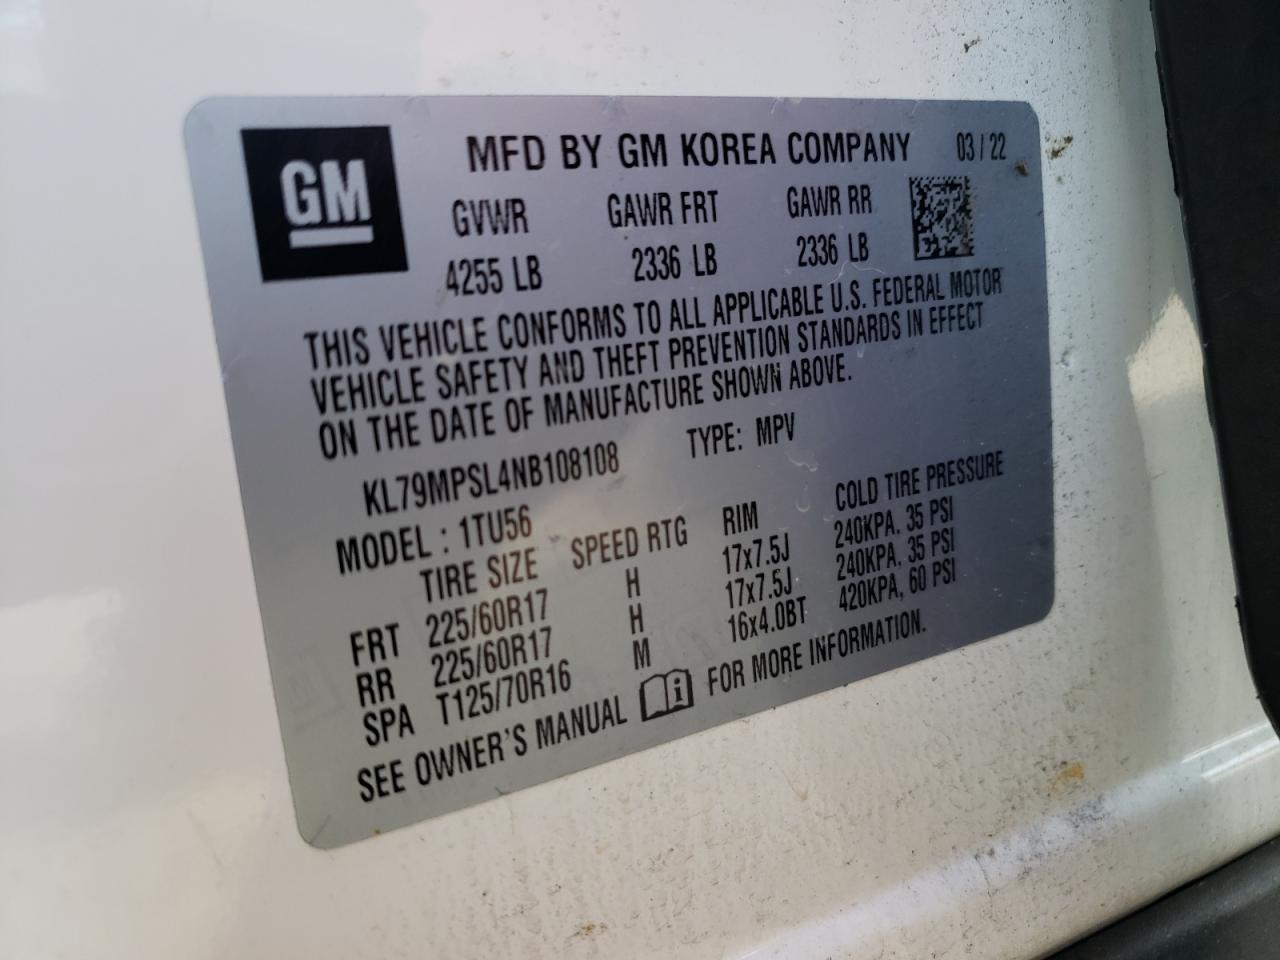 GM
MFD BY GM KOREA COMPANY 03 / 22
GVWR GAWR FRT GAWR RR
4255 LB 2336 LB 2336 LB
THIS VEHICLE CONFORMS TO ALL APPLICABLE U.S. FEDERAL MOTOR
VEHICLE SAFETY AND THEFT PREVENTION STANDARDS IN EFFECT
ON THE DATE OF MANUFACTURE SHOWN ABOVE.
KL79MPSL4NB108108 TYPE: MPV
MODEL : 1TU56
TIRE SIZE SPEED RTG RIM COLD TIRE PRESSURE
FRT 225/60R17 H 17x7.5J 240KPA. 35 PSI
RR 225/60R17 H 17x7.5J 240KPA, 35 PSI
SPA T125/70R16 M 16x4.0BT 420KPA, 60 PSI
SEE OWNER'S MANUAL i FOR MORE INFORMATION.